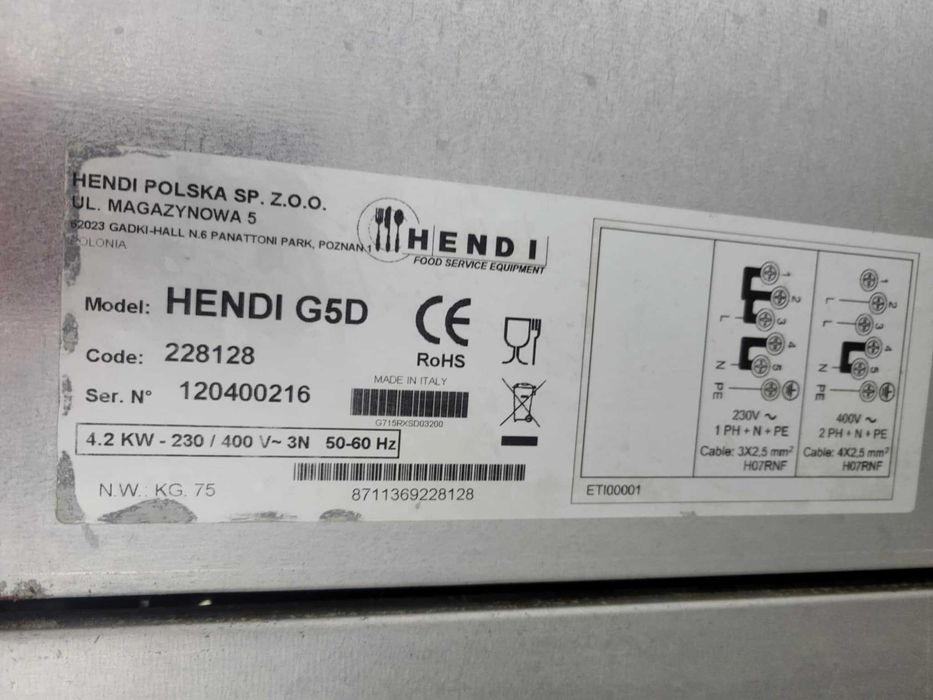 HENDI POLSKA SP. Z.O.O.
UL. MAGAZYNOWA 5
62023 GADKI-HALL N.6 PANATTONI PARK, POZNAN.1
POLONIA
HENDI
FOOD SERVICE EQUIPMENT
Model: HENDI G5D
Code: 228128
Ser. N° 120400216
CE
RoHS
MADE IN ITALY
G715RXSD03200
4.2 KW - 230 / 400 V~ 3N 50-60 Hz
N.W.: KG. 75
8711369228128
1
2
L 3
4
N 5
PE
230V ~
1 PH + N + PE
Cable: 3X2,5 mm²
H07RNF
1
L 2
L 3
4
N 5
PE
400V ~
2 PH + N + PE
Cable: 4X2,5 mm²
H07RNF
ETI00001